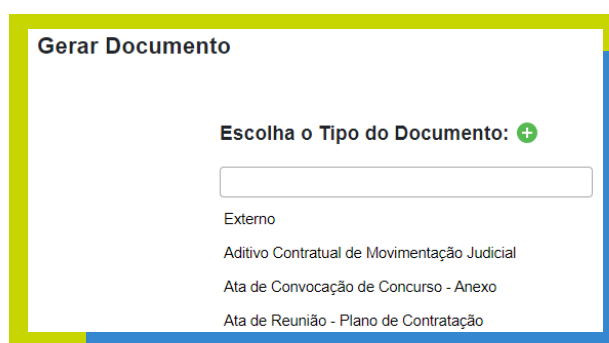 Gerar Documento
Escolha o Tipo do Documento:
Externo
Aditivo Contratual de Movimentação Judicial
Ata de Convocação de Concurso - Anexo
Ata de Reunião - Plano de Contratação